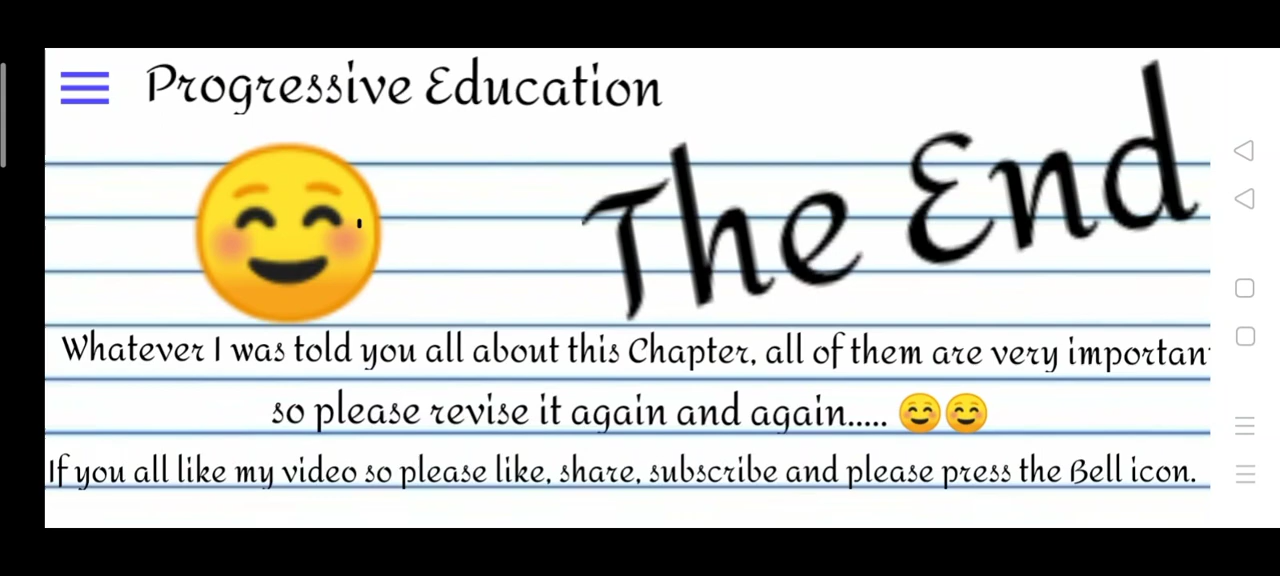 Progressive Education
The End
Whatever I was told you all about this Chapter, all of them are very important
so please revise it again and again..... 😊😊
If you all like my video so please like, share, subscribe and please press the Bell icon.